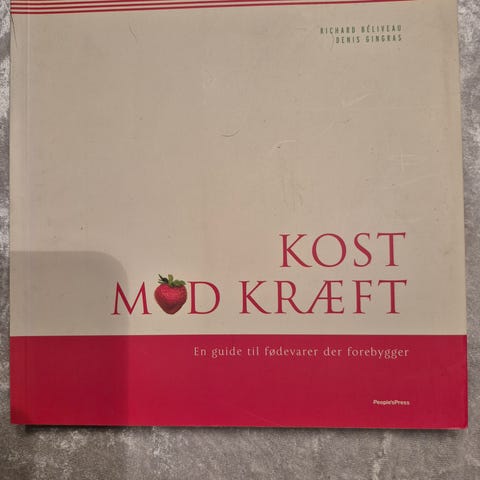 RICHARD BÉLIVEAU
DENIS GINGRAS
KOST
MOD KRÆFT
En guide til fødevarer der forebygger
People'sPress